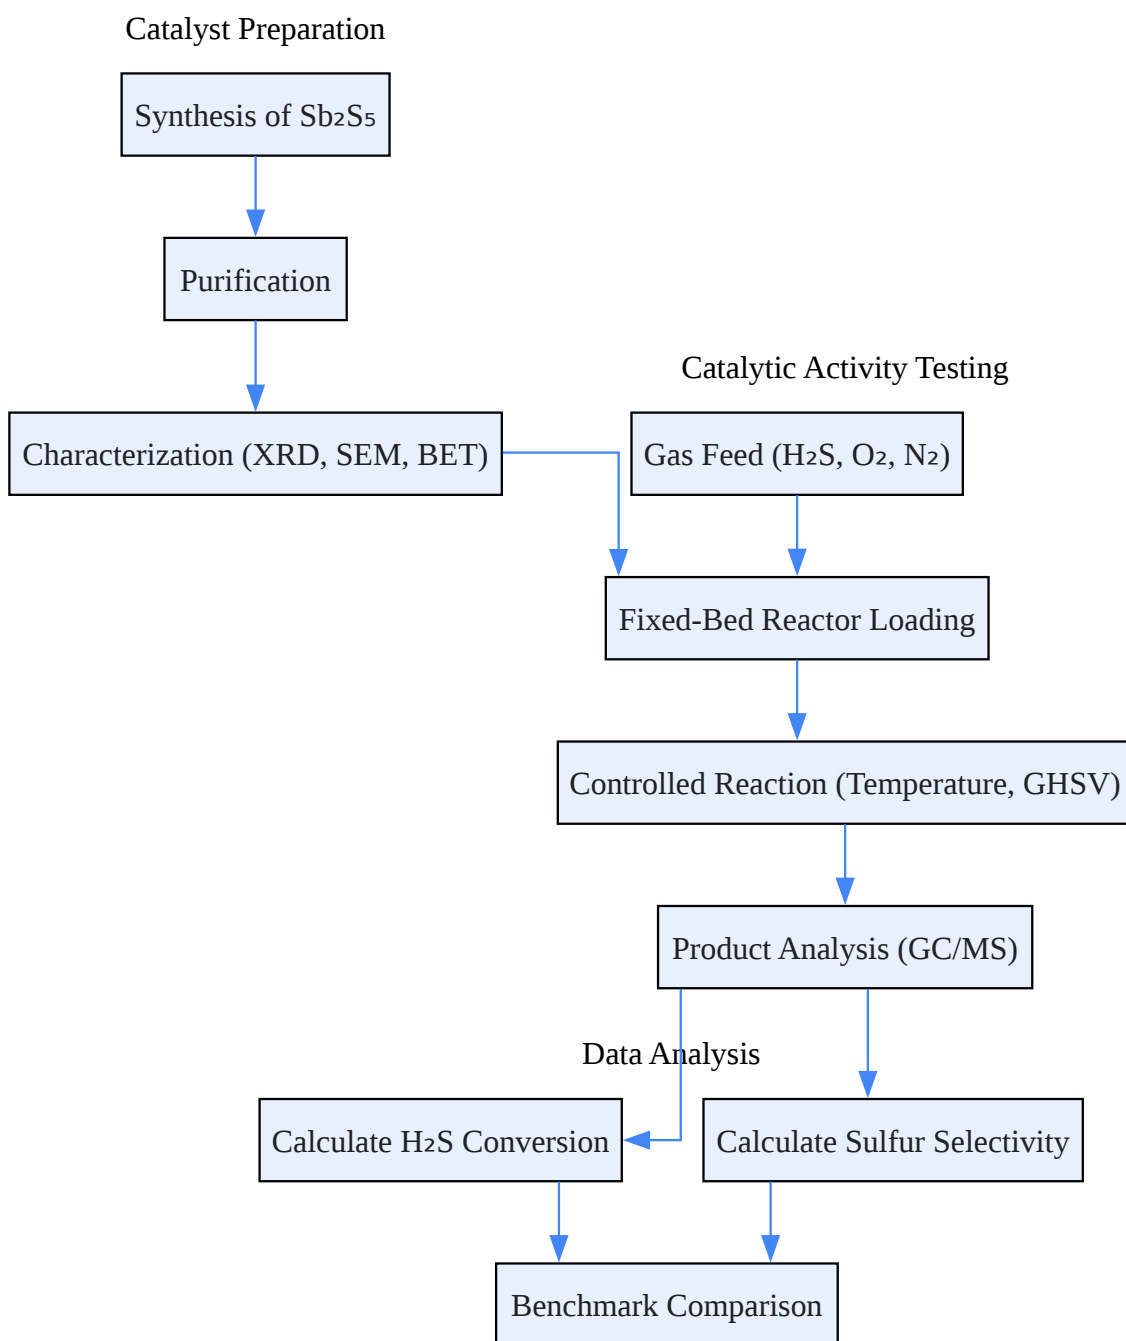 Catalyst Preparation
Synthesis of Sb₂S₅
Purification
Catalytic Activity Testing
Characterization (XRD, SEM, BET)
Gas Feed (H₂S, O₂, N₂)
Fixed-Bed Reactor Loading
Controlled Reaction (Temperature, GHSV)
Product Analysis (GC/MS)
Data Analysis
Calculate H₂S Conversion
Calculate Sulfur Selectivity
Benchmark Comparison